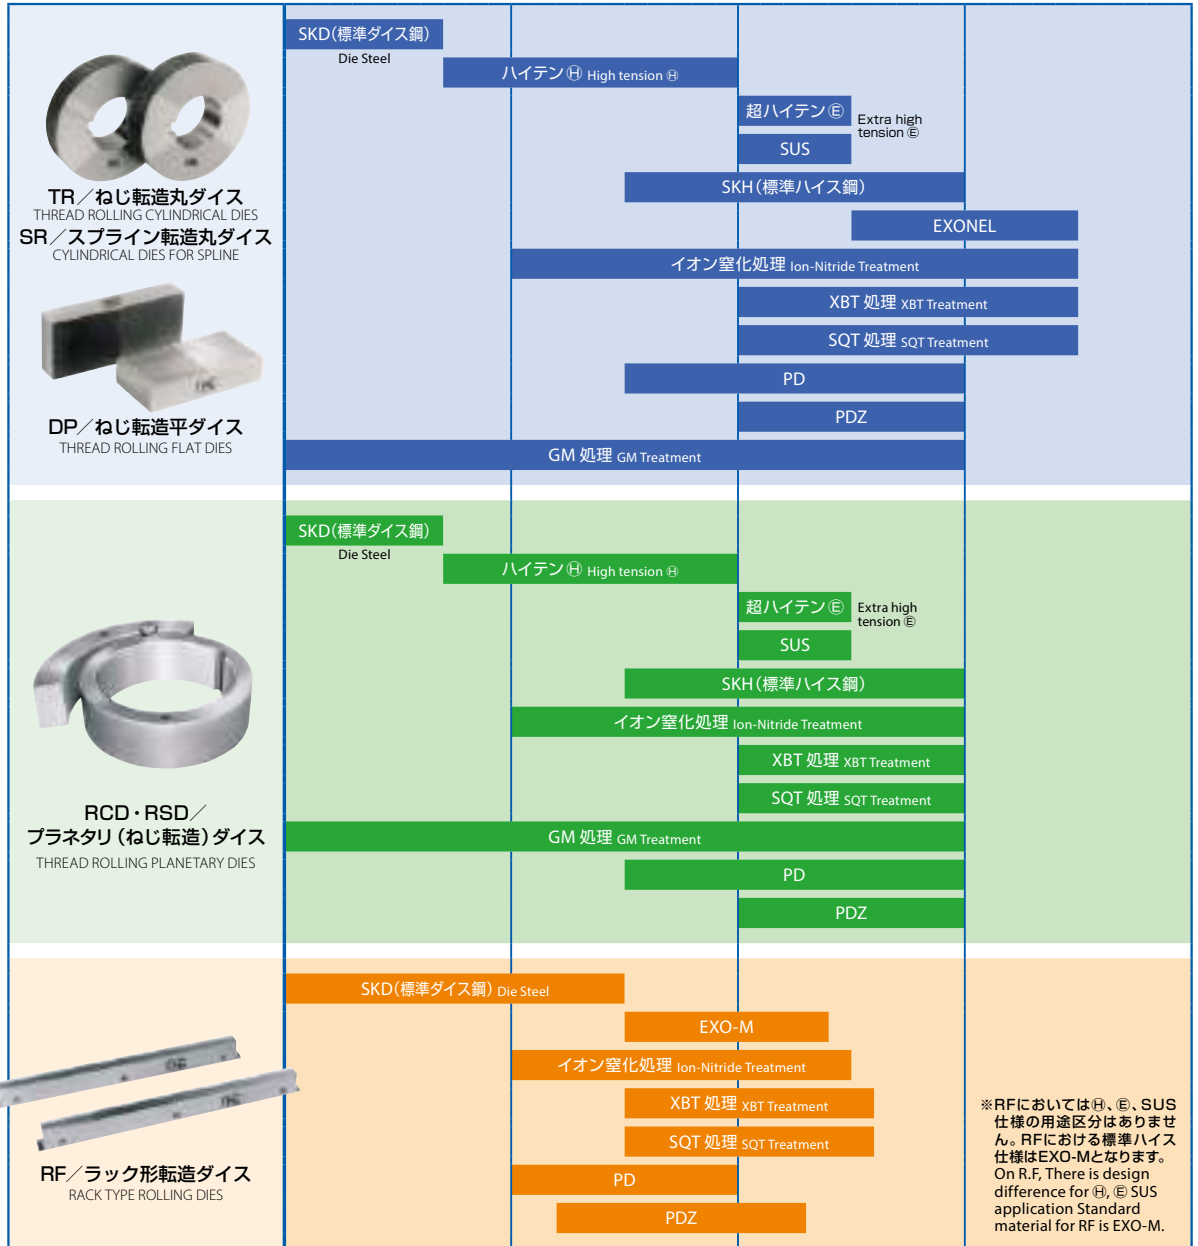 SKD(標準ダイス鋼)
Die Steel
ハイテンⒽ High tension Ⓗ
超ハイテンⒺ
Extra high
tension Ⓔ
SUS
SKH(標準ハイス鋼)
EXONEL
イオン窒化処理 Ion-Nitride Treatment
XBT 処理 XBT Treatment
SQT 処理 SQT Treatment
PD
PDZ
GM 処理 GM Treatment
TR/ねじ転造丸ダイス
THREAD ROLLING CYLINDRICAL DIES
SR/スプライン転造丸ダイス
CYLINDRICAL DIES FOR SPLINE
DP/ねじ転造平ダイス
THREAD ROLLING FLAT DIES
SKD(標準ダイス鋼)
Die Steel
ハイテンⒽ High tension Ⓗ
超ハイテンⒺ
Extra high
tension Ⓔ
SUS
SKH(標準ハイス鋼)
イオン窒化処理 Ion-Nitride Treatment
XBT 処理 XBT Treatment
SQT 処理 SQT Treatment
GM 処理 GM Treatment
PD
PDZ
RCD・RSD/
プラネタリ(ねじ転造)ダイス
THREAD ROLLING PLANETARY DIES
SKD(標準ダイス鋼) Die Steel
EXO-M
イオン窒化処理 Ion-Nitride Treatment
XBT 処理 XBT Treatment
SQT 処理 SQT Treatment
PD
PDZ
RF/ラック形転造ダイス
RACK TYPE ROLLING DIES
※RFにおいてはⒽ、Ⓔ、SUS
仕様の用途区分はありませ
ん。RFにおける標準ハイス
仕様はEXO-Mとなります。
On R.F, There is design
difference for Ⓗ, Ⓔ SUS
application Standard
material for RF is EXO-M.